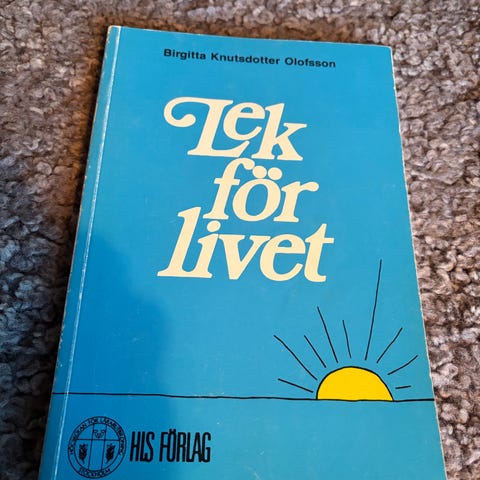 Birgitta Knutsdotter Olofsson
Lek
för
livet
HLS FÖRLAG